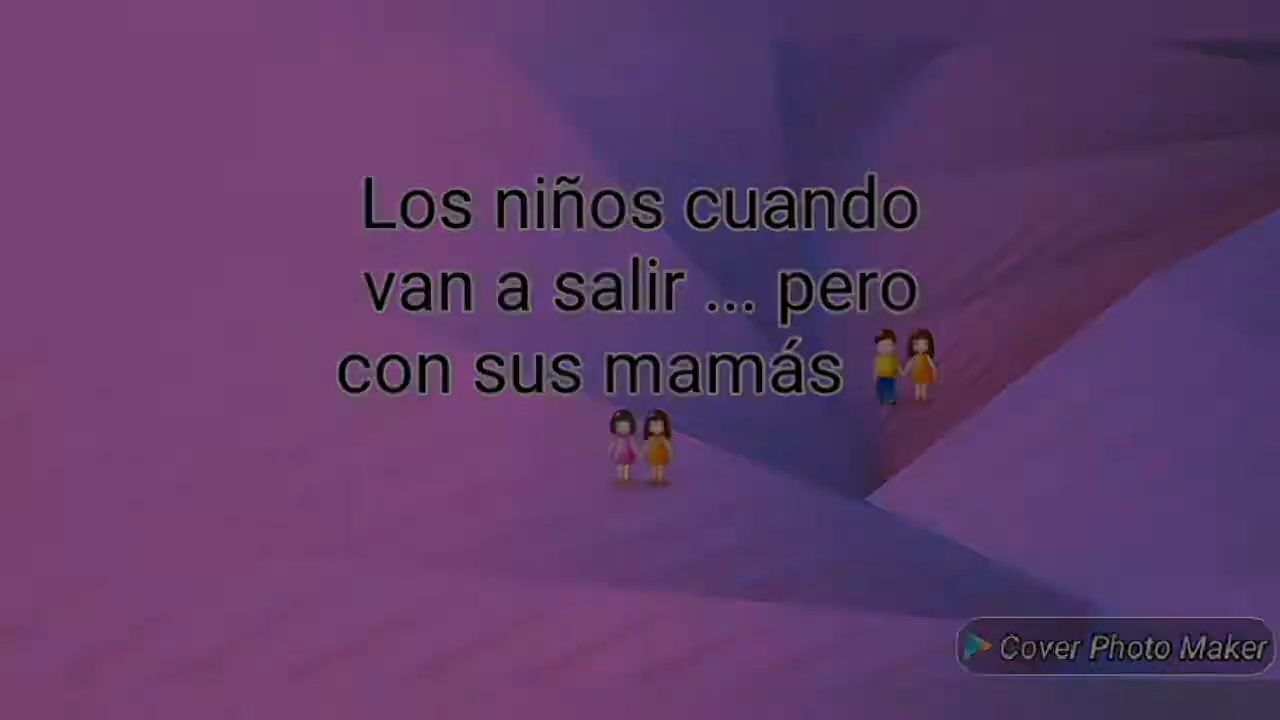 Los niños cuando
van a salir ... pero
con sus mamás 👫
👭
Cover Photo Maker